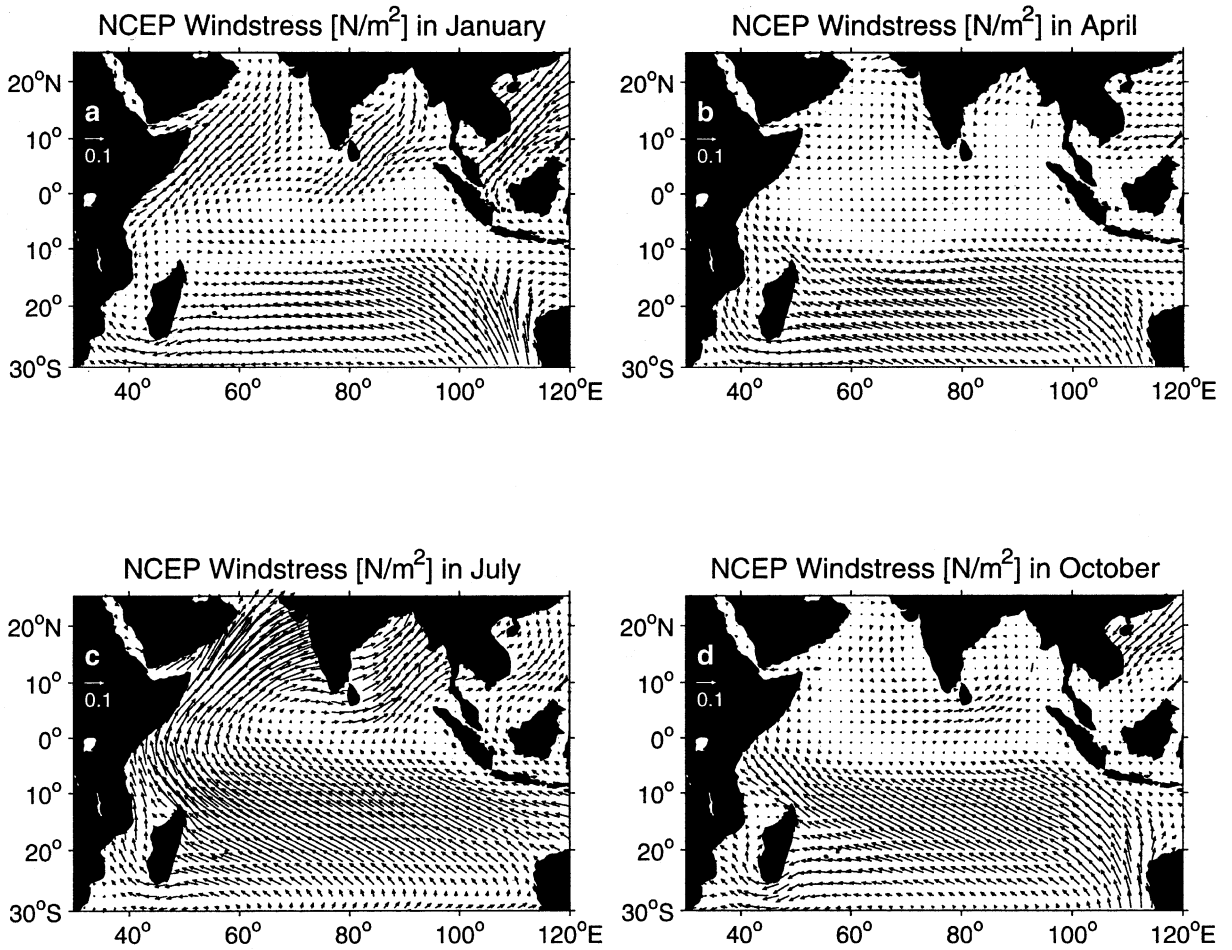 NCEP Windstress [N/m²] in January
20°N
a
10°
0.1
0°
10°
20°
30°S
40° 60° 80° 100° 120°E
NCEP Windstress [N/m²] in April
20°N
b
10°
0.1
0°
10°
20°
30°S
40° 60° 80° 100° 120°E
NCEP Windstress [N/m²] in July
20°N
c
10°
0.1
0°
10°
20°
30°S
40° 60° 80° 100° 120°E
NCEP Windstress [N/m²] in October
20°N
d
10°
0.1
0°
10°
20°
30°S
40° 60° 80° 100° 120°E